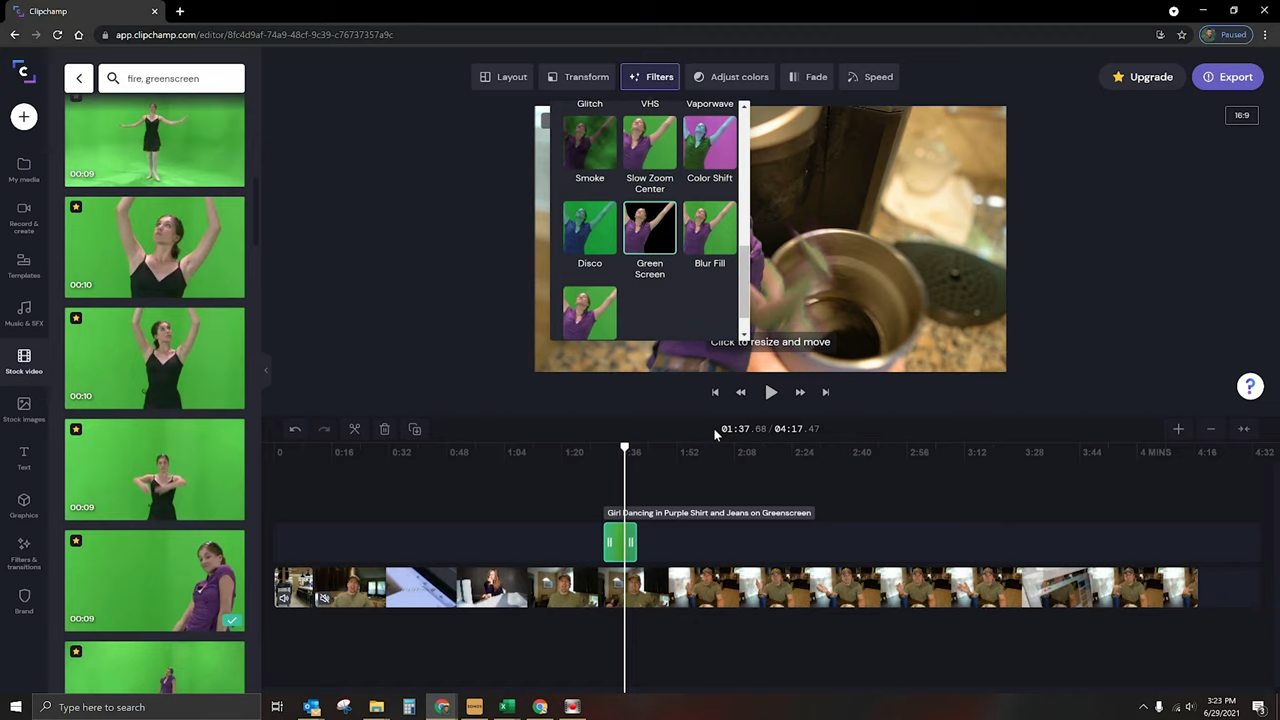 Clipchamp
app.clipchamp.com/editor/8fc4d9af-74a9-48cf-9c39-c76737357a9c
Paused
fire, greenscreen
Layout
Transform
Filters
Adjust colors
Fade
Speed
Upgrade
Export
16:9
My media
Record &
create
Templates
Music & SFX
Stock video
Stock images
Text
Graphics
Filters &
transitions
Brand
00:09
00:10
00:10
00:09
00:09
Glitch
VHS
Vaporwave
Smoke
Slow Zoom
Center
Color Shift
Disco
Green
Screen
Blur Fill
Click to resize and move
01:37.68 / 04:17.47
0 0:16 0:32 0:48 1:04 1:20 1:36 1:52 2:08 2:24 2:40 2:56 3:12 3:28 3:44 4 MINS 4:16 4:32
Girl Dancing in Purple Shirt and Jeans on Greenscreen
Type here to search
3:23 PM
6/29/2021